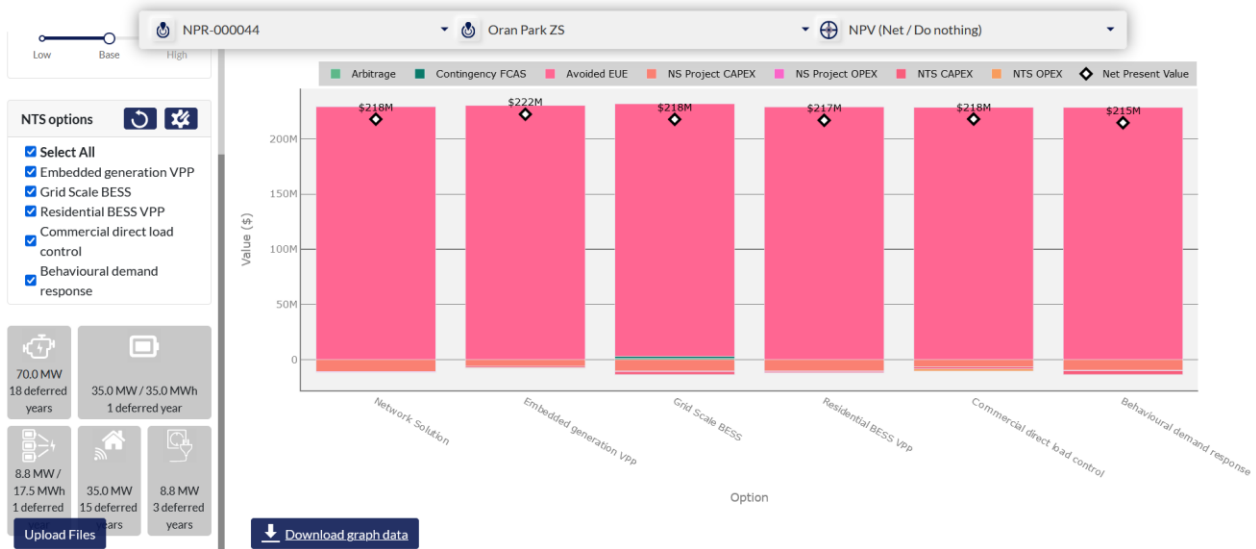 NPR-000044
Oran Park ZS
NPV (Net / Do nothing)
Low
Base
High
NTS options
Select All
Embedded generation VPP
Grid Scale BESS
Residential BESS VPP
Commercial direct load
control
Behavioural demand
response
70.0 MW
18 deferred
years
35.0 MW / 35.0 MWh
1 deferred year
8.8 MW /
17.5 MWh
1 deferred
35.0 MW
15 deferred
years
8.8 MW
3 deferred
years
Upload Files
Arbitrage
Contingency FCAS
Avoided EUE
NS Project CAPEX
NS Project OPEX
NTS CAPEX
NTS OPEX
Net Present Value
$218M
$222M
$218M
$217M
$218M
$215M
200M
150M
100M
50M
0
Value ($)
Network Solution
Embedded generation VPP
Grid Scale BESS
Residential BESS VPP
Commercial direct load control
Behavioural demand response
Option
Download graph data